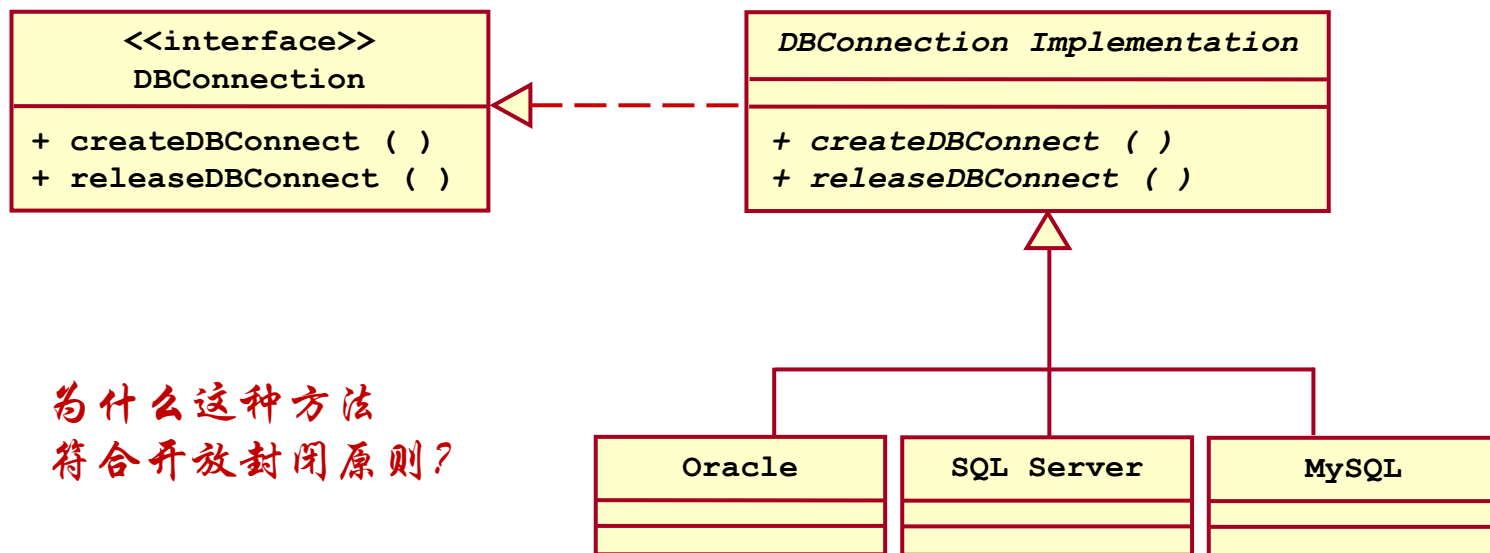 <<interface>>
DBConnection
+ createDBConnect ( )
+ releaseDBConnect ( )
DBConnection Implementation
+ createDBConnect ( )
+ releaseDBConnect ( )
为什么这种方法
符合开放封闭原则?
Oracle
SQL Server
MySQL